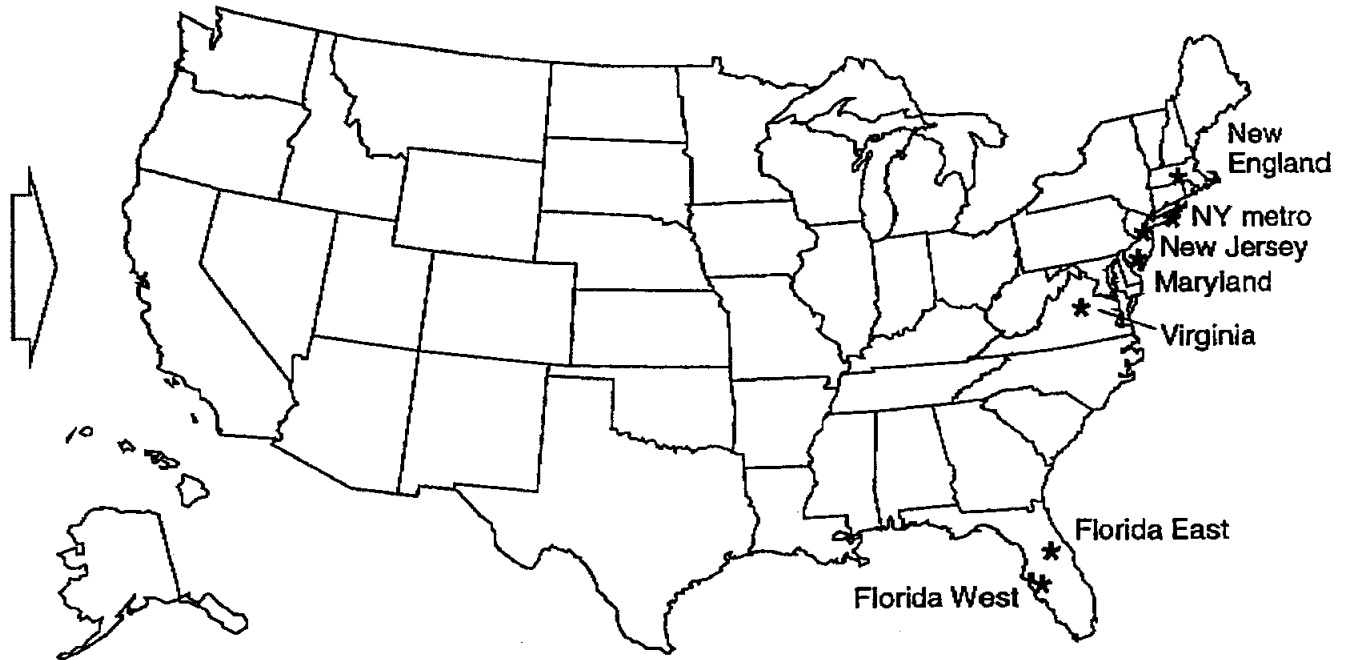 New
England
NY metro
New Jersey
Maryland
Virginia
Florida East
Florida West